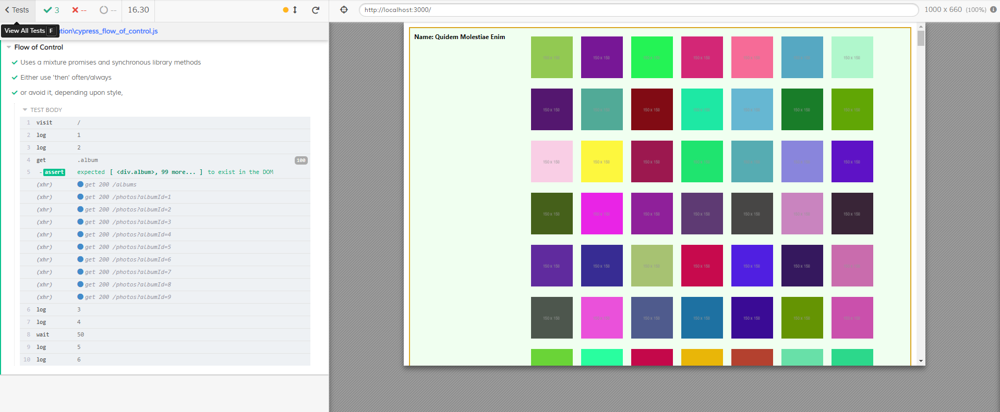 Tests 3 -- -- 16.30
http://localhost:3000/ 1000 x 660 (100%)
View All Tests F
tion\cypress_flow_of_control.js
Flow of Control
Uses a mixture promises and synchronous library methods
Either use 'then' often/always
or avoid it, depending upon style,
TEST BODY
1 visit /
2 log 1
3 log 2
4 get .album 100
5 - assert expected [ <div.album>, 99 more... ] to exist in the DOM
(xhr) get 200 /albums
(xhr) get 200 /photos?albumId=1
(xhr) get 200 /photos?albumId=2
(xhr) get 200 /photos?albumId=3
(xhr) get 200 /photos?albumId=4
(xhr) get 200 /photos?albumId=5
(xhr) get 200 /photos?albumId=6
(xhr) get 200 /photos?albumId=7
(xhr) get 200 /photos?albumId=8
(xhr) get 200 /photos?albumId=9
6 log 3
7 log 4
8 wait 50
9 log 5
10 log 6
Name: Quidem Molestiae Enim
150 x 150 150 x 150 150 x 150 150 x 150 150 x 150 150 x 150 150 x 150
150 x 150 150 x 150 150 x 150 150 x 150 150 x 150 150 x 150 150 x 150
150 x 150 150 x 150 150 x 150 150 x 150 150 x 150 150 x 150 150 x 150
150 x 150 150 x 150 150 x 150 150 x 150 150 x 150 150 x 150 150 x 150
150 x 150 150 x 150 150 x 150 150 x 150 150 x 150 150 x 150 150 x 150
150 x 150 150 x 150 150 x 150 150 x 150 150 x 150 150 x 150 150 x 150